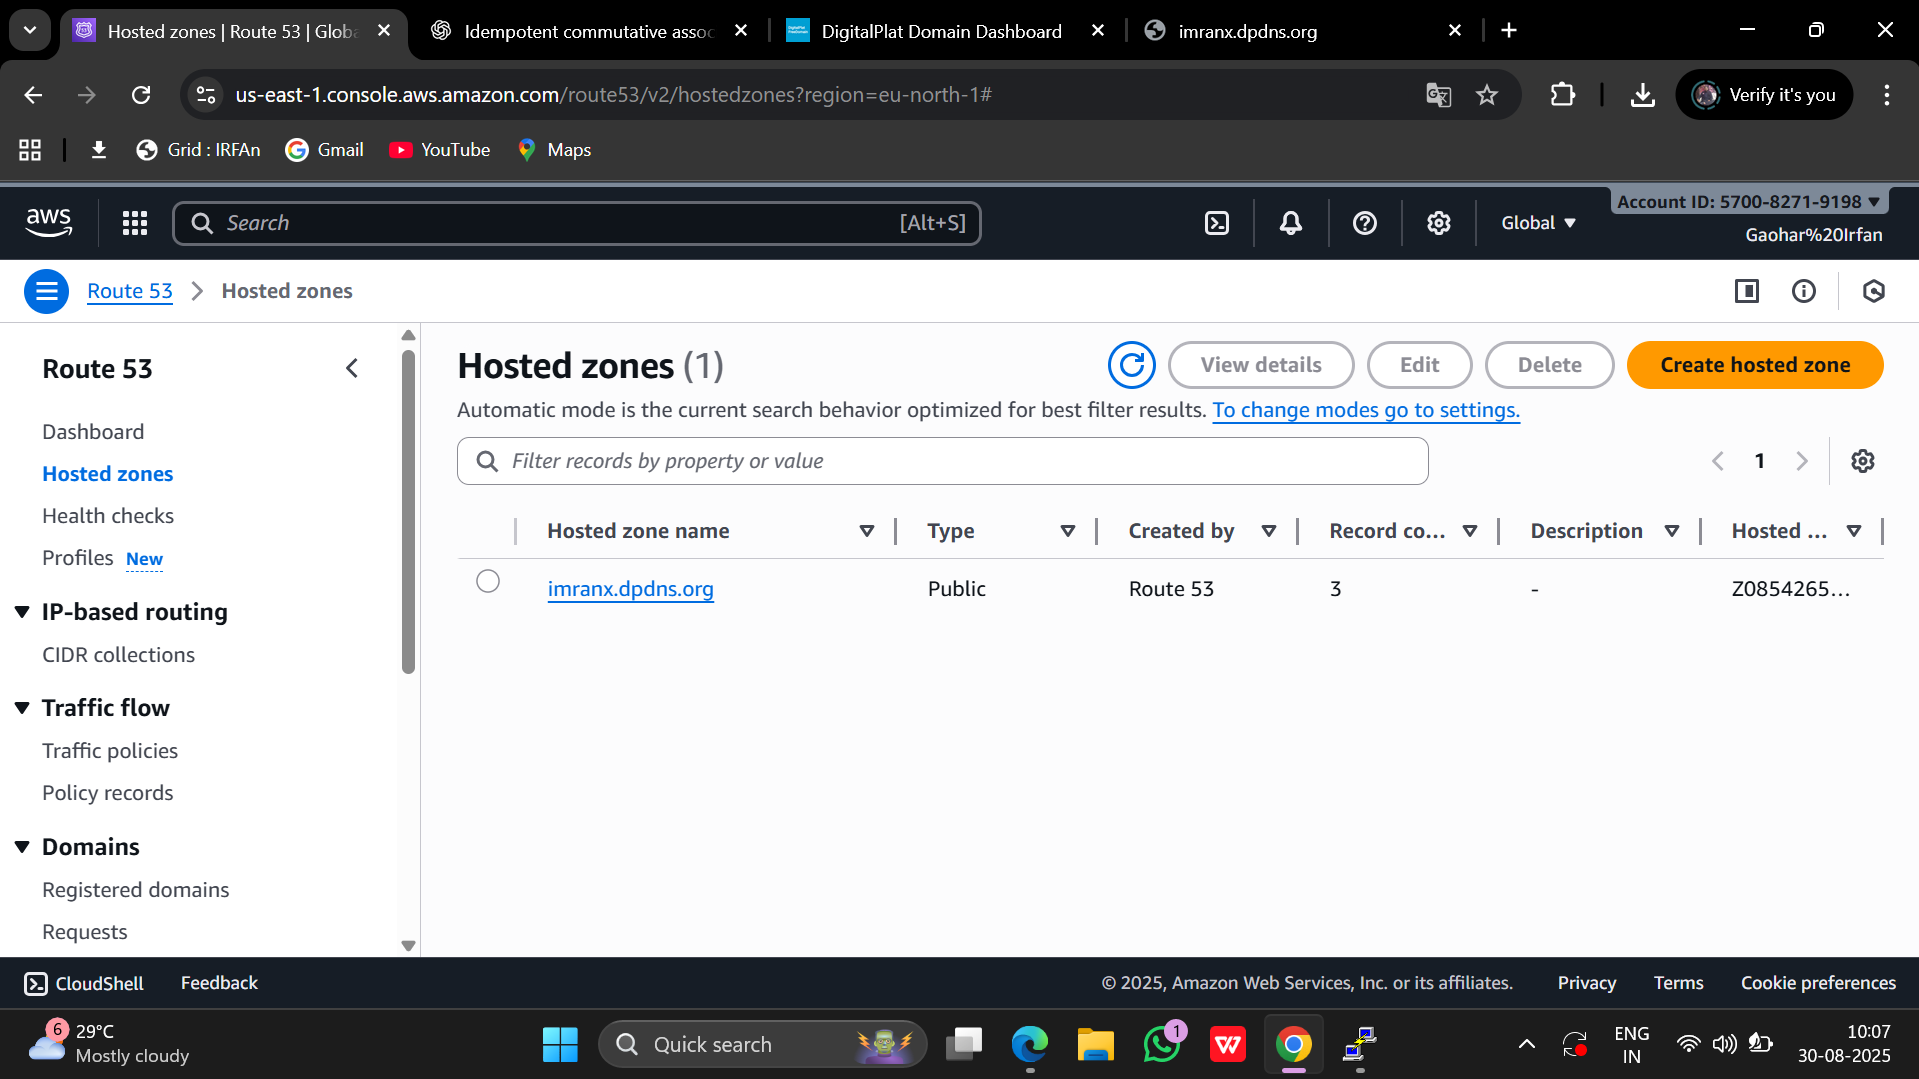 Hosted zones | Route 53 | Globa
Idempotent commutative assoc
DigitalPlat Domain Dashboard
imranx.dpdns.org
us-east-1.console.aws.amazon.com/route53/v2/hostedzones?region=eu-north-1#
Verify it's you
Grid : IRFAn
Gmail
YouTube
Maps
aws
Search
[Alt+S]
Global
Account ID: 5700-8271-9198
Gaohar%20Irfan
Route 53
Hosted zones
Route 53
Dashboard
Hosted zones
Health checks
Profiles New
IP-based routing
CIDR collections
Traffic flow
Traffic policies
Policy records
Domains
Registered domains
Requests
Hosted zones (1)
View details
Edit
Delete
Create hosted zone
Automatic mode is the current search behavior optimized for best filter results. To change modes go to settings.
Filter records by property or value
1
Hosted zone name
Type
Created by
Record co...
Description
Hosted ...
imranx.dpdns.org
Public
Route 53
3
-
Z0854265...
CloudShell
Feedback
© 2025, Amazon Web Services, Inc. or its affiliates.
Privacy
Terms
Cookie preferences
6
29°C
Mostly cloudy
Quick search
1
W
ENG
IN
10:07
30-08-2025